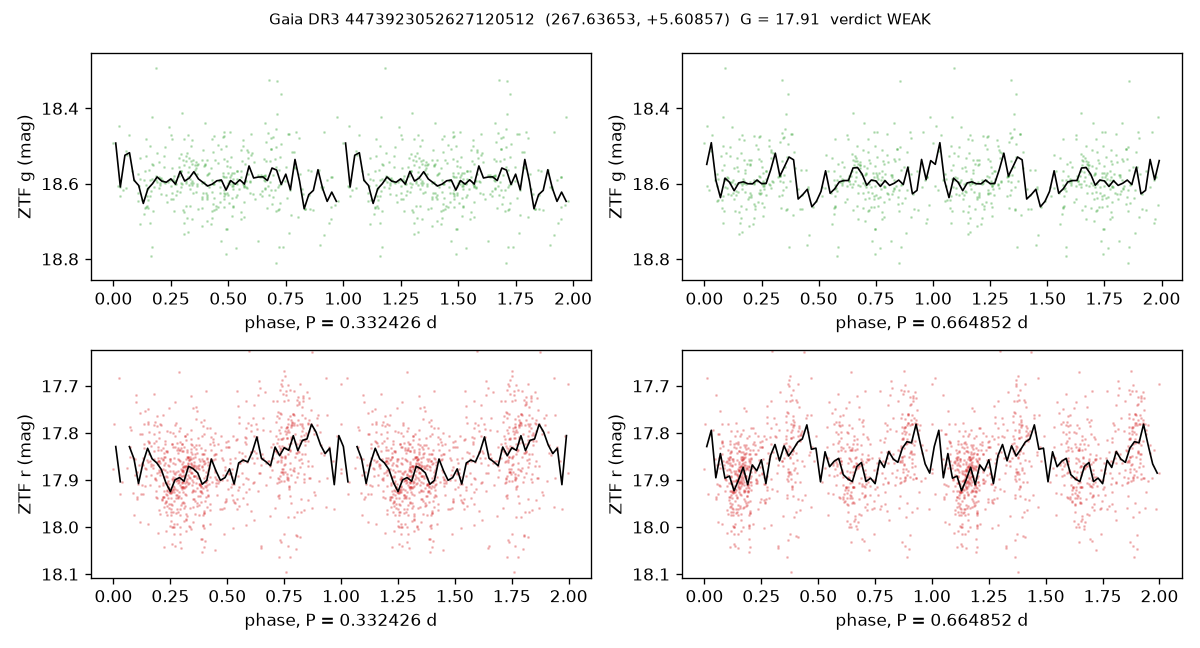 Gaia DR3 4473923052627120512 (267.63653, +5.60857) G = 17.91 verdict WEAK
ZTF g (mag)
18.4
18.6
18.8
0.00 0.25 0.50 0.75 1.00 1.25 1.50 1.75 2.00
phase, P = 0.332426 d
ZTF g (mag)
18.4
18.6
18.8
0.00 0.25 0.50 0.75 1.00 1.25 1.50 1.75 2.00
phase, P = 0.664852 d
ZTF r (mag)
17.7
17.8
17.9
18.0
18.1
0.00 0.25 0.50 0.75 1.00 1.25 1.50 1.75 2.00
phase, P = 0.332426 d
ZTF r (mag)
17.7
17.8
17.9
18.0
18.1
0.00 0.25 0.50 0.75 1.00 1.25 1.50 1.75 2.00
phase, P = 0.664852 d